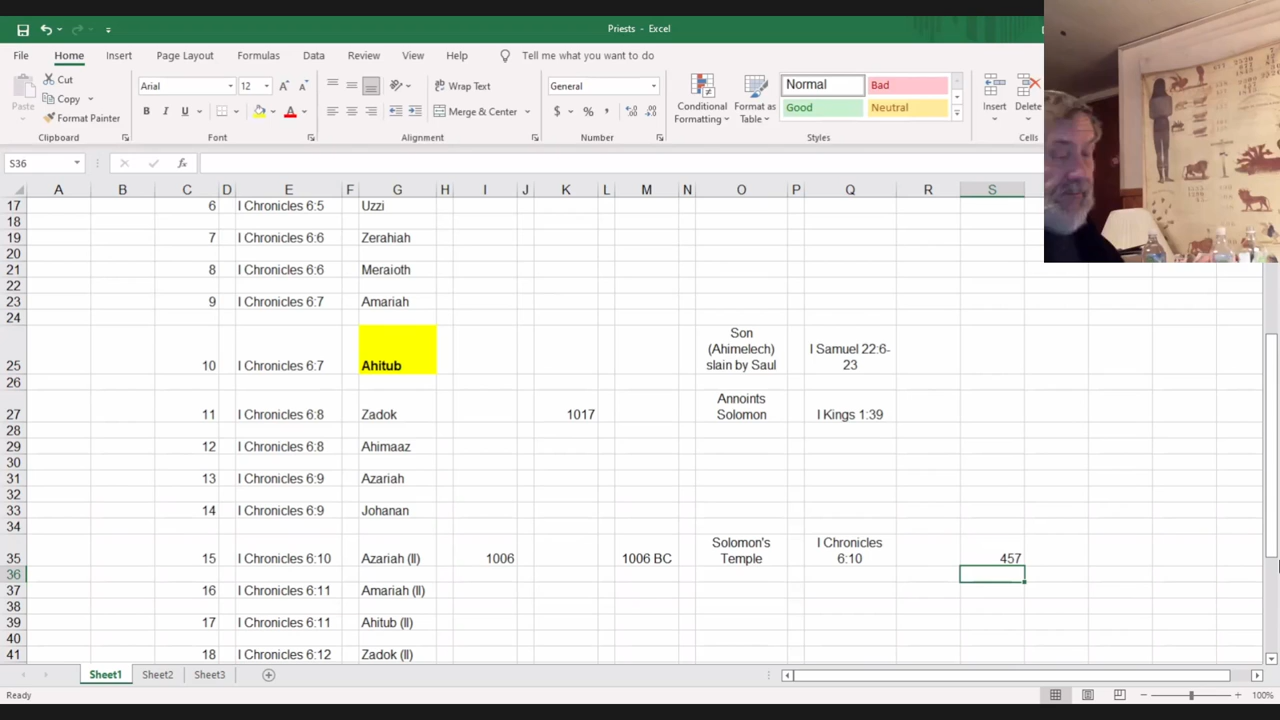 Priests - Excel
File Home Insert Page Layout Formulas Data Review View Help Tell me what you want to do
Cut
Copy
Format Painter
Paste
Clipboard
Arial 12
B I U
Font
Wrap Text
Merge & Center
Alignment
General
$ % ,
Number
Conditional Formatting
Format as Table
Normal Bad
Good Neutral
Styles
Insert Delete
Cells
S36 fx
A B C D E F G H I J K L M N O P Q R S
17 6 I Chronicles 6:5 Uzzi
18
19 7 I Chronicles 6:6 Zerahiah
20
21 8 I Chronicles 6:6 Meraioth
22
23 9 I Chronicles 6:7 Amariah
24
25 10 I Chronicles 6:7 Ahitub Son (Ahimelech) slain by Saul I Samuel 22:6-23
26
27 11 I Chronicles 6:8 Zadok 1017 Annoints Solomon I Kings 1:39
28
29 12 I Chronicles 6:8 Ahimaaz
30
31 13 I Chronicles 6:9 Azariah
32
33 14 I Chronicles 6:9 Johanan
34
35 15 I Chronicles 6:10 Azariah (II) 1006 1006 BC Solomon's Temple I Chronicles 6:10 457
36
37 16 I Chronicles 6:11 Amariah (II)
38
39 17 I Chronicles 6:11 Ahitub (II)
40
41 18 I Chronicles 6:12 Zadok (II)
Sheet1 Sheet2 Sheet3
Ready 100%